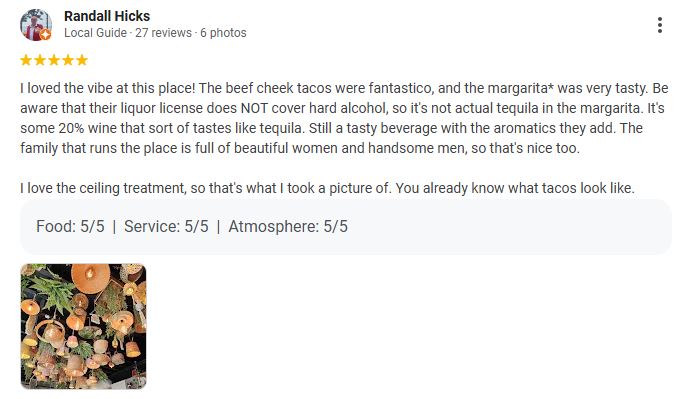 Randall Hicks
Local Guide · 27 reviews · 6 photos
I loved the vibe at this place! The beef cheek tacos were fantastico, and the margarita* was very tasty. Be
aware that their liquor license does NOT cover hard alcohol, so it's not actual tequila in the margarita. It's
some 20% wine that sort of tastes like tequila. Still a tasty beverage with the aromatics they add. The
family that runs the place is full of beautiful women and handsome men, so that's nice too.
I love the ceiling treatment, so that's what I took a picture of. You already know what tacos look like.
Food: 5/5 | Service: 5/5 | Atmosphere: 5/5